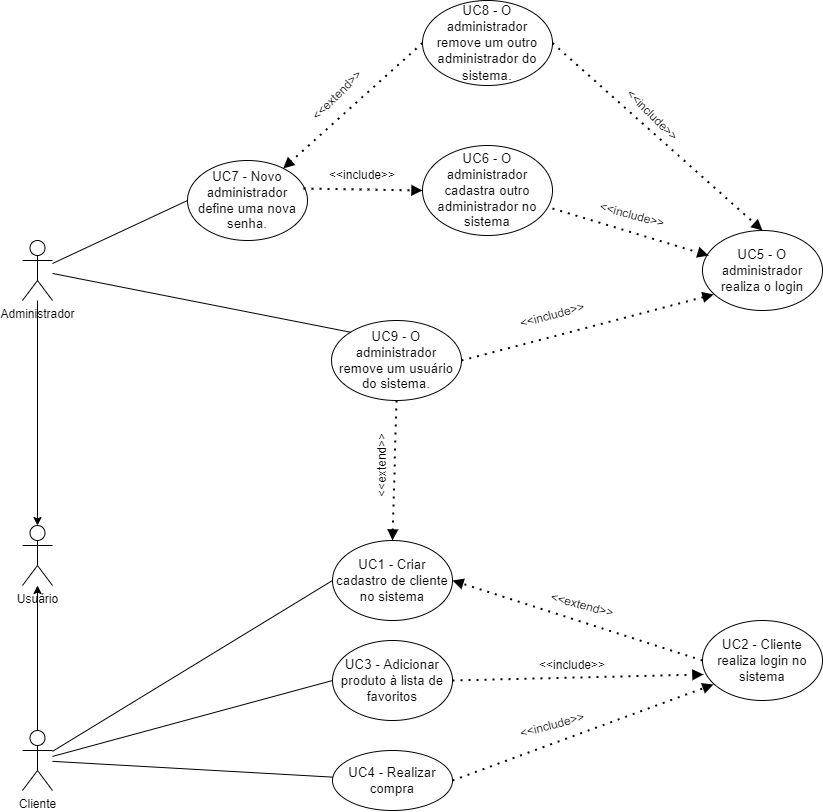 UC8 - O
administrador
remove um outro
administrador do
sistema.
<<extend>>
<<include>>
UC7 - Novo
administrador
define uma nova
senha.
<<include>>
UC6 - O
administrador
cadastra outro
administrador no
sistema
<<include>>
UC5 - O
administrador
realiza o login
Administrador
UC9 - O
administrador
remove um usuário
do sistema.
<<include>>
<<extend>>
Usuário
UC1 - Criar
cadastro de cliente
no sistema
<<extend>>
UC2 - Cliente
realiza login no
sistema
UC3 - Adicionar
produto à lista de
favoritos
<<include>>
<<include>>
UC4 - Realizar
compra
Cliente